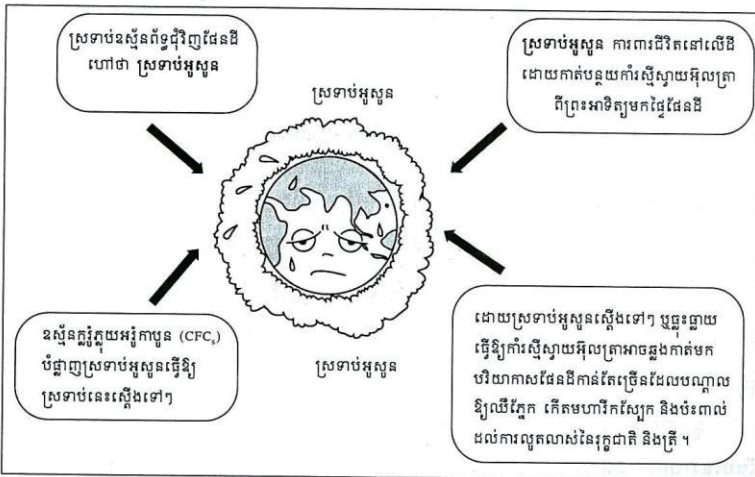 ស្រទាប់ឧស្ម័នព័ទ្ធជុំវិញផែនដី
ហៅថា ស្រទាប់អូសូន
ស្រទាប់អូសូន ការពារជីវិតនៅលើដី
ដោយកាត់បន្ថយកាំរស្មីស្វាយអ៊ុលត្រា
ពីព្រះអាទិត្យមកផ្ទៃផែនដី
ស្រទាប់អូសូន
ឧស្ម័នក្លរ៉ូភ្លុយអរ៉ូកាបូន (CFCs)
បំផ្លាញស្រទាប់អូសូនធ្វើឱ្យ
ស្រទាប់នេះស្តើងទៅៗ
ស្រទាប់អូសូន
ដោយស្រទាប់អូសូនស្តើងទៅៗ ឬធ្លុះធ្លាយ
ធ្វើឱ្យកាំរស្មីស្វាយអ៊ុលត្រាអាចឆ្លងកាត់មក
បរិយាកាសផែនដីកាន់តែច្រើនដែលបណ្តាល
ឱ្យឈឺភ្នែក កើតមហារីកស្បែក និងប៉ះពាល់
ដល់ការលូតលាស់នៃរុក្ខជាតិ និងត្រី ។